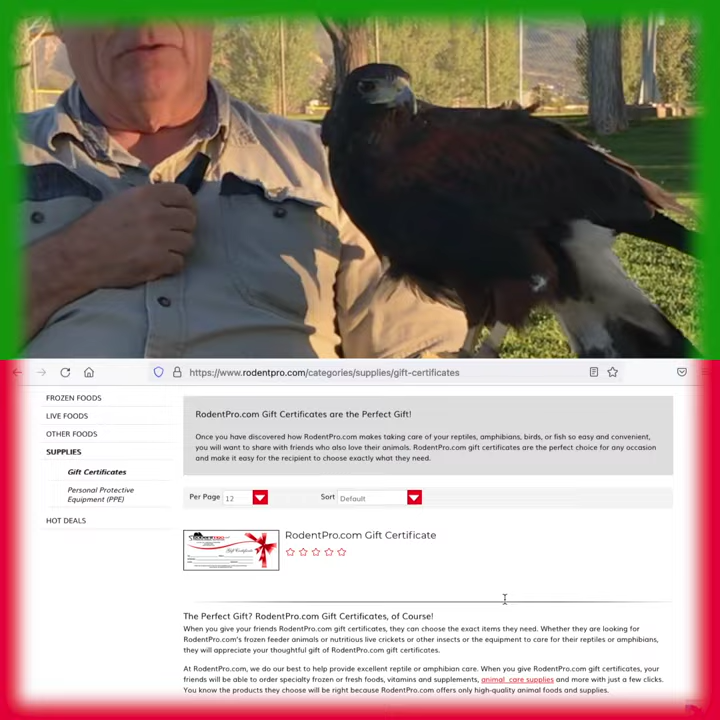 https://www.rodentpro.com/categories/supplies/gift-certificates
FROZEN FOODS
LIVE FOODS
OTHER FOODS
SUPPLIES
Gift Certificates
Personal Protective
Equipment (PPE)
HOT DEALS
RodentPro.com Gift Certificates are the Perfect Gift!
Once you have discovered how RodentPro.com makes taking care of your reptiles, amphibians, birds, or fish so easy and convenient,
you will want to share with friends who also love their animals. RodentPro.com gift certificates are the perfect choice for any occasion
and make it easy for the recipient to choose exactly what they need.
Per Page 12 Sort Default
RodentPro.com Gift Certificate
The Perfect Gift? RodentPro.com Gift Certificates, of Course!
When you give your friends RodentPro.com gift certificates, they can choose the exact items they need. Whether they are looking for
RodentPro.com's frozen feeder animals or nutritious live crickets or other insects or the equipment to care for their reptiles or amphibians,
they will appreciate your thoughtful gift of RodentPro.com gift certificates.
At RodentPro.com, we do our best to help provide excellent reptile or amphibian care. When you give RodentPro.com gift certificates, your
friends will be able to order specialty frozen or fresh foods, vitamins and supplements, animal care supplies and more with just a few clicks.
You know the products they choose will be right because RodentPro.com offers only high-quality animal foods and supplies.